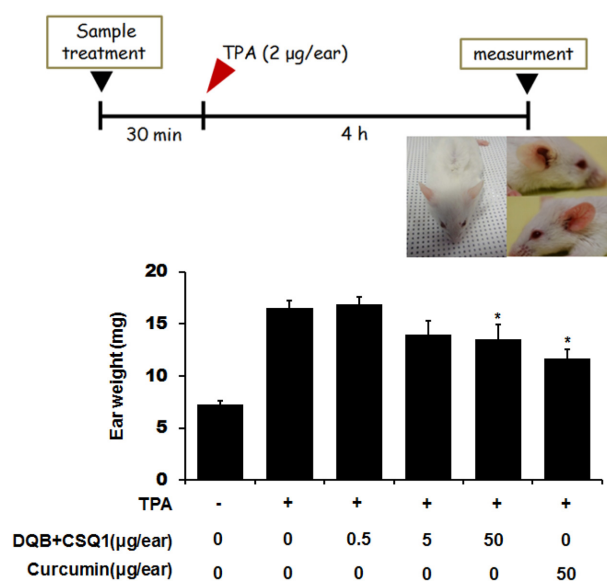 Sample
treatment
TPA (2 µg/ear)
measurment
30 min
4 h
20
15
10
5
0
Ear weight (mg)
* *
TPA - + + + + +
DQB+CSQ1(µg/ear) 0 0 0.5 5 50 0
Curcumin(µg/ear) 0 0 0 0 0 50